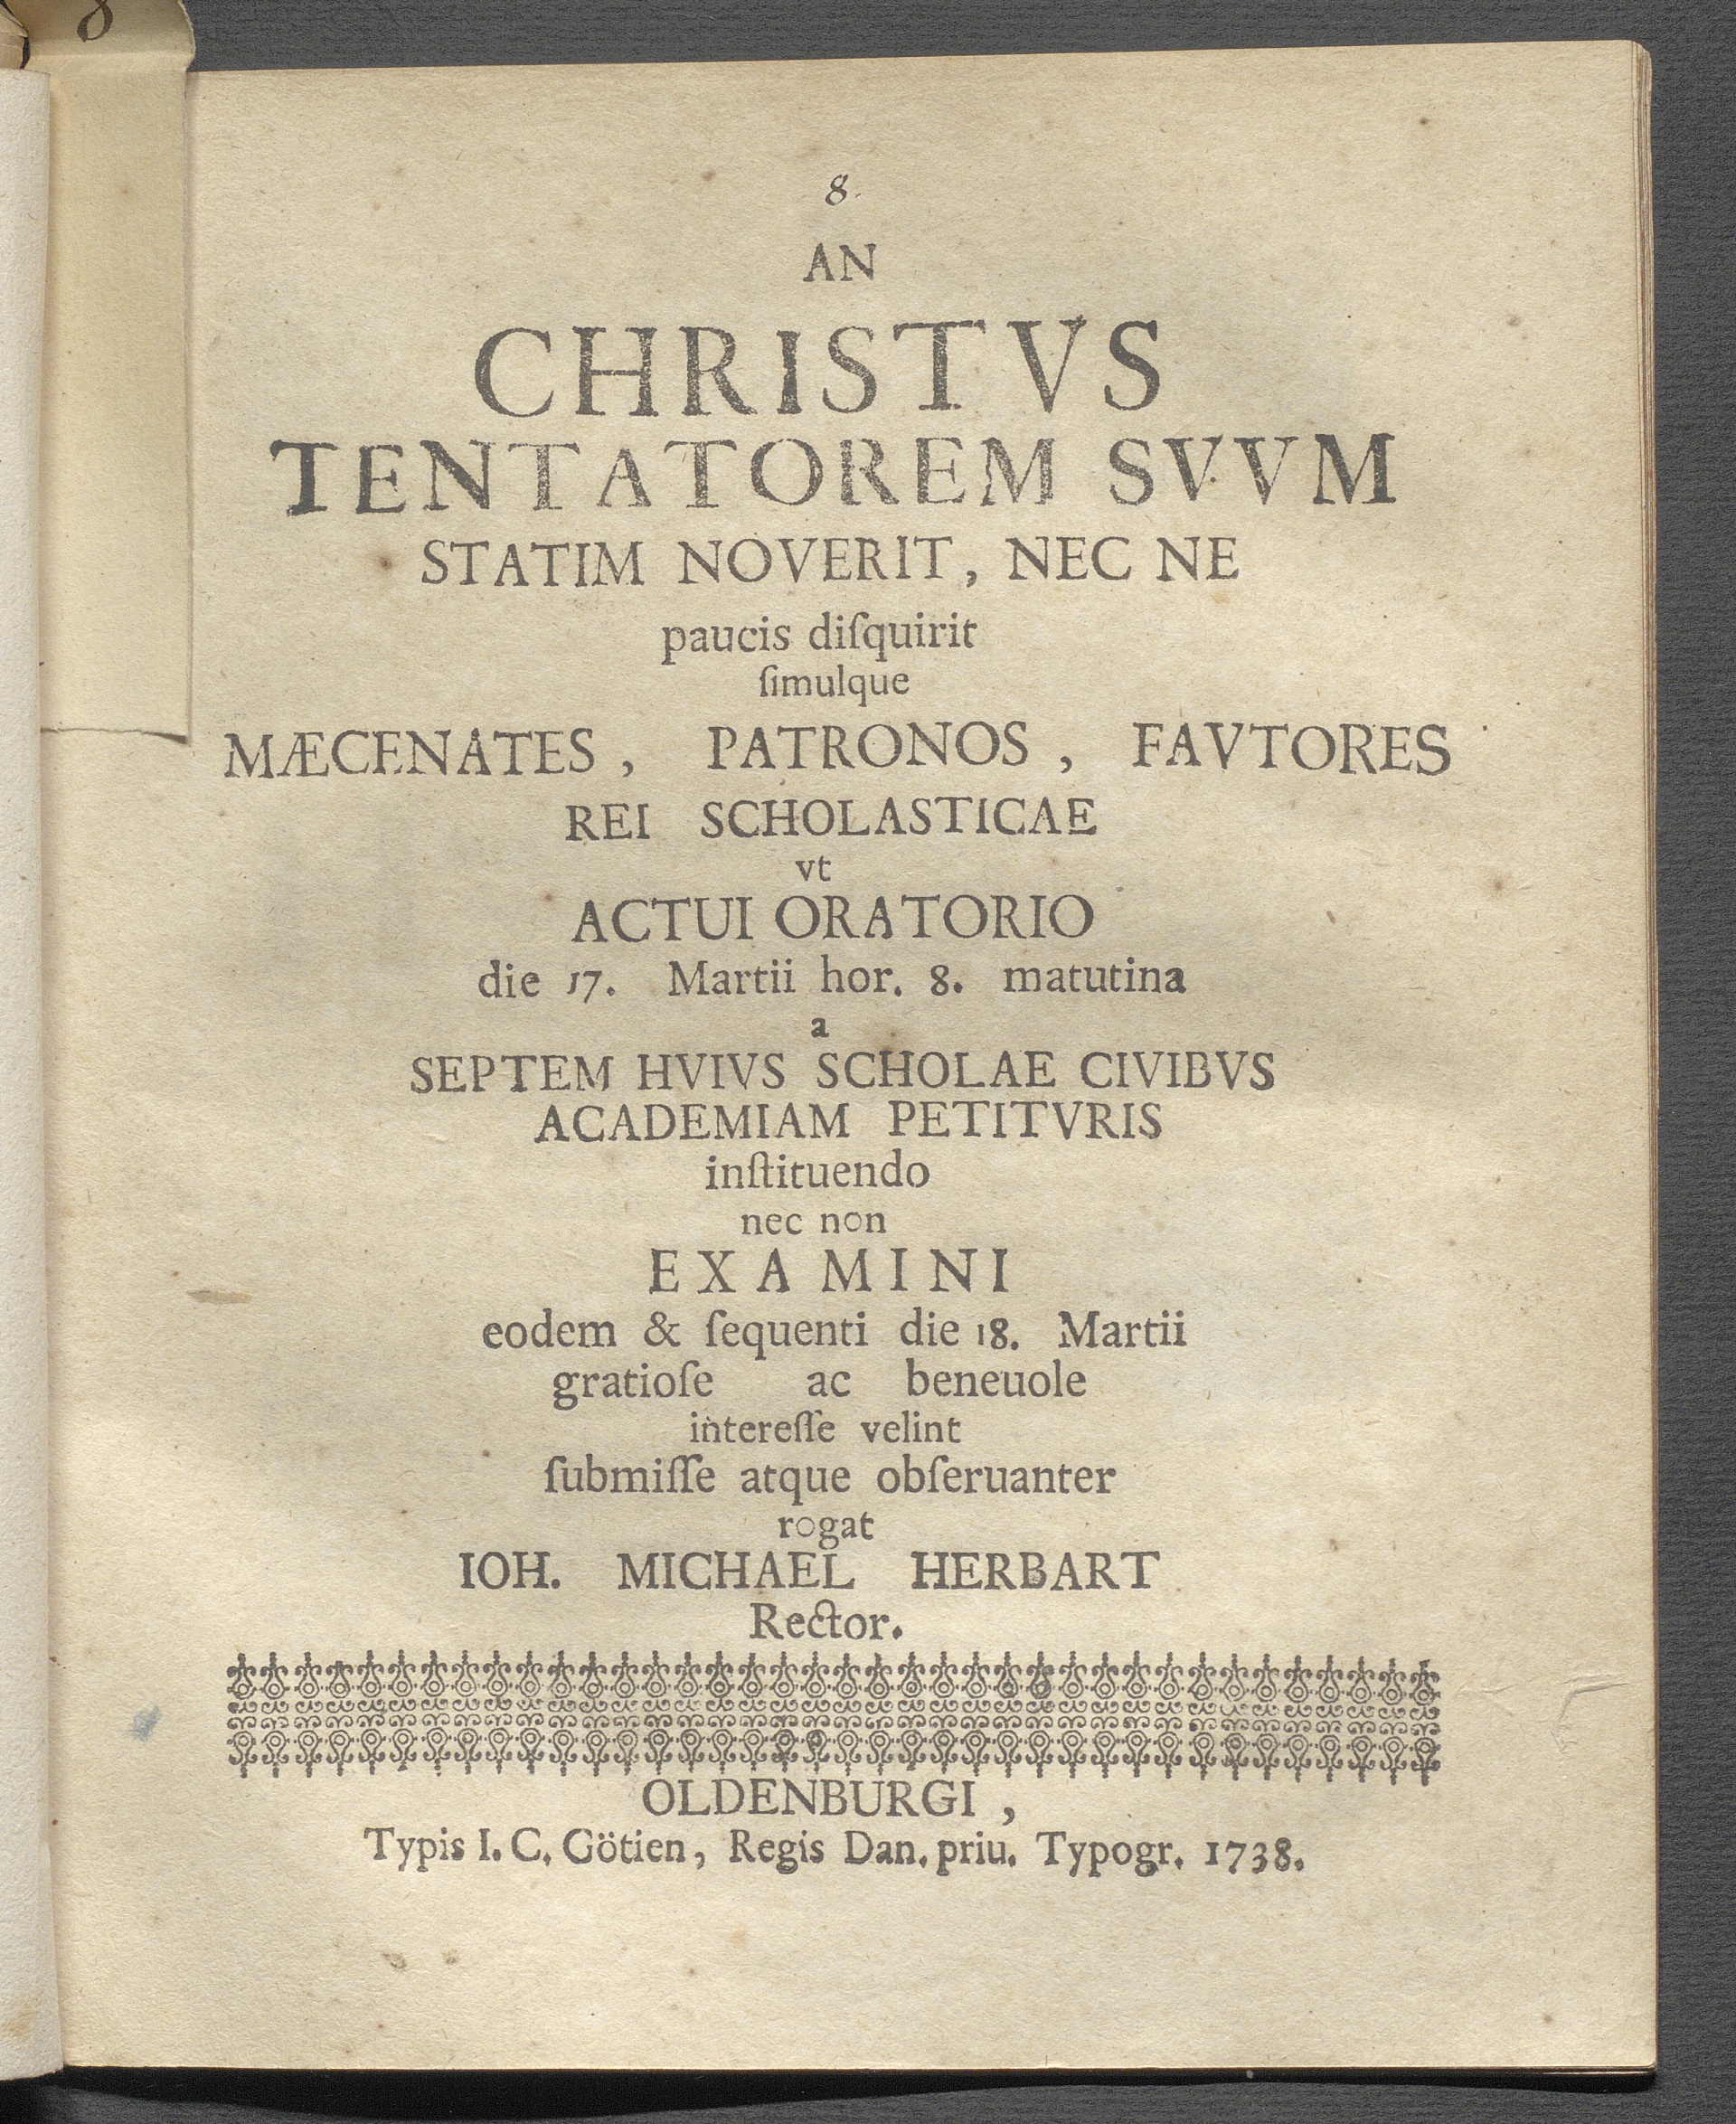 8
8.
AN
CHRISTVS
TENTATOREM SVVM
STATIM NOVERIT, NEC NE
paucis diſquirit
ſimulque
MÆCENATES, PATRONOS, FAVTORES
REI SCHOLASTICAE
vt
ACTUI ORATORIO
die 17. Martii hor. 8. matutina
a
SEPTEM HVIVS SCHOLAE CIVIBVS
ACADEMIAM PETITVRIS
inſtituendo
nec non
EXAMINI
eodem & ſequenti die 18. Martii
gratioſe ac beneuole
intereſſe velint
ſubmiſſe atque obſeruanter
rogat
IOH. MICHAEL HERBART
Rector.
OLDENBURGI,
Typis I. C. Götien, Regis Dan. priu. Typogr. 1738.